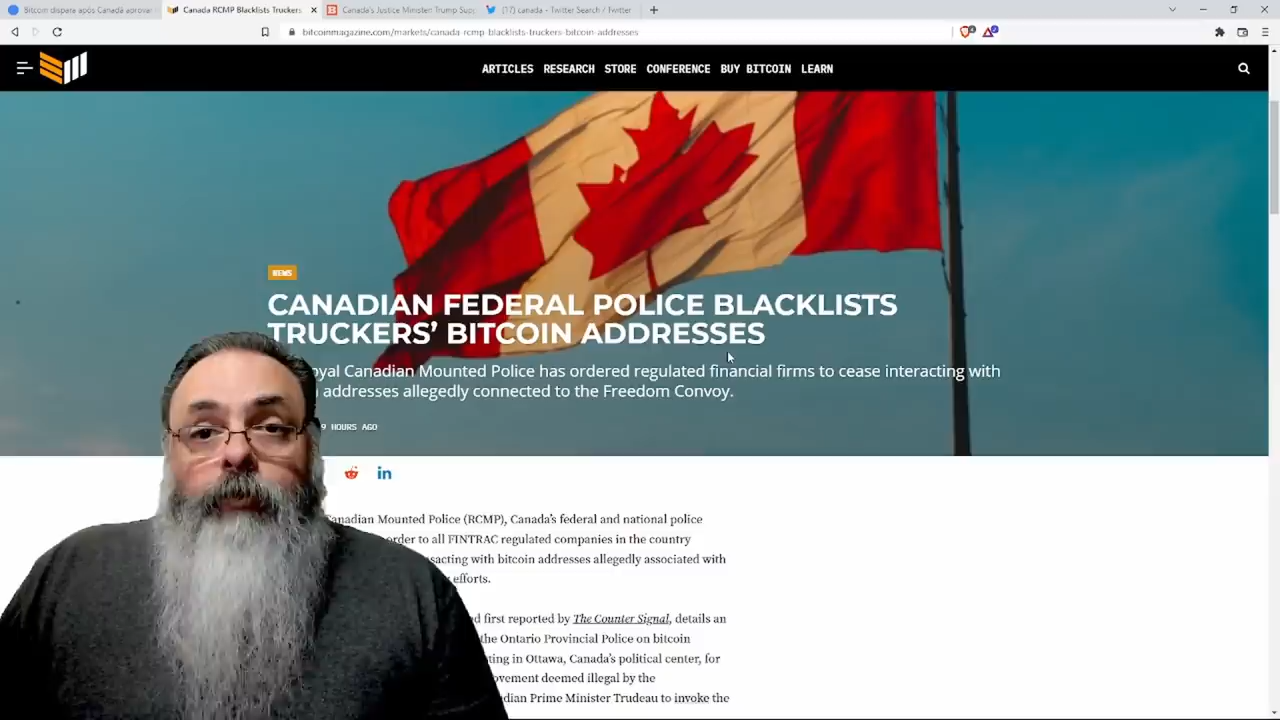 Bitcoin dispara após Canadá aprovar
Canada RCMP Blacklists Truckers
Canada's Justice Minister: Trump Supp
(17) canada - Twitter Search / Twitter
bitcoinmagazine.com/markets/canada-rcmp-blacklists-truckers-bitcoin-addresses
ARTICLES RESEARCH STORE CONFERENCE BUY BITCOIN LEARN
NEWS
CANADIAN FEDERAL POLICE BLACKLISTS
TRUCKERS' BITCOIN ADDRESSES
oyal Canadian Mounted Police has ordered regulated financial firms to cease interacting with
addresses allegedly connected to the Freedom Convoy.
9 HOURS AGO
in
Canadian Mounted Police (RCMP), Canada's federal and national police
order to all FINTRAC regulated companies in the country
sacting with bitcoin addresses allegedly associated with
efforts.
d first reported by The Counter Signal, details an
the Ontario Provincial Police on bitcoin
ting in Ottawa, Canada's political center, for
ovement deemed illegal by the
dian Prime Minister Trudeau to invoke the